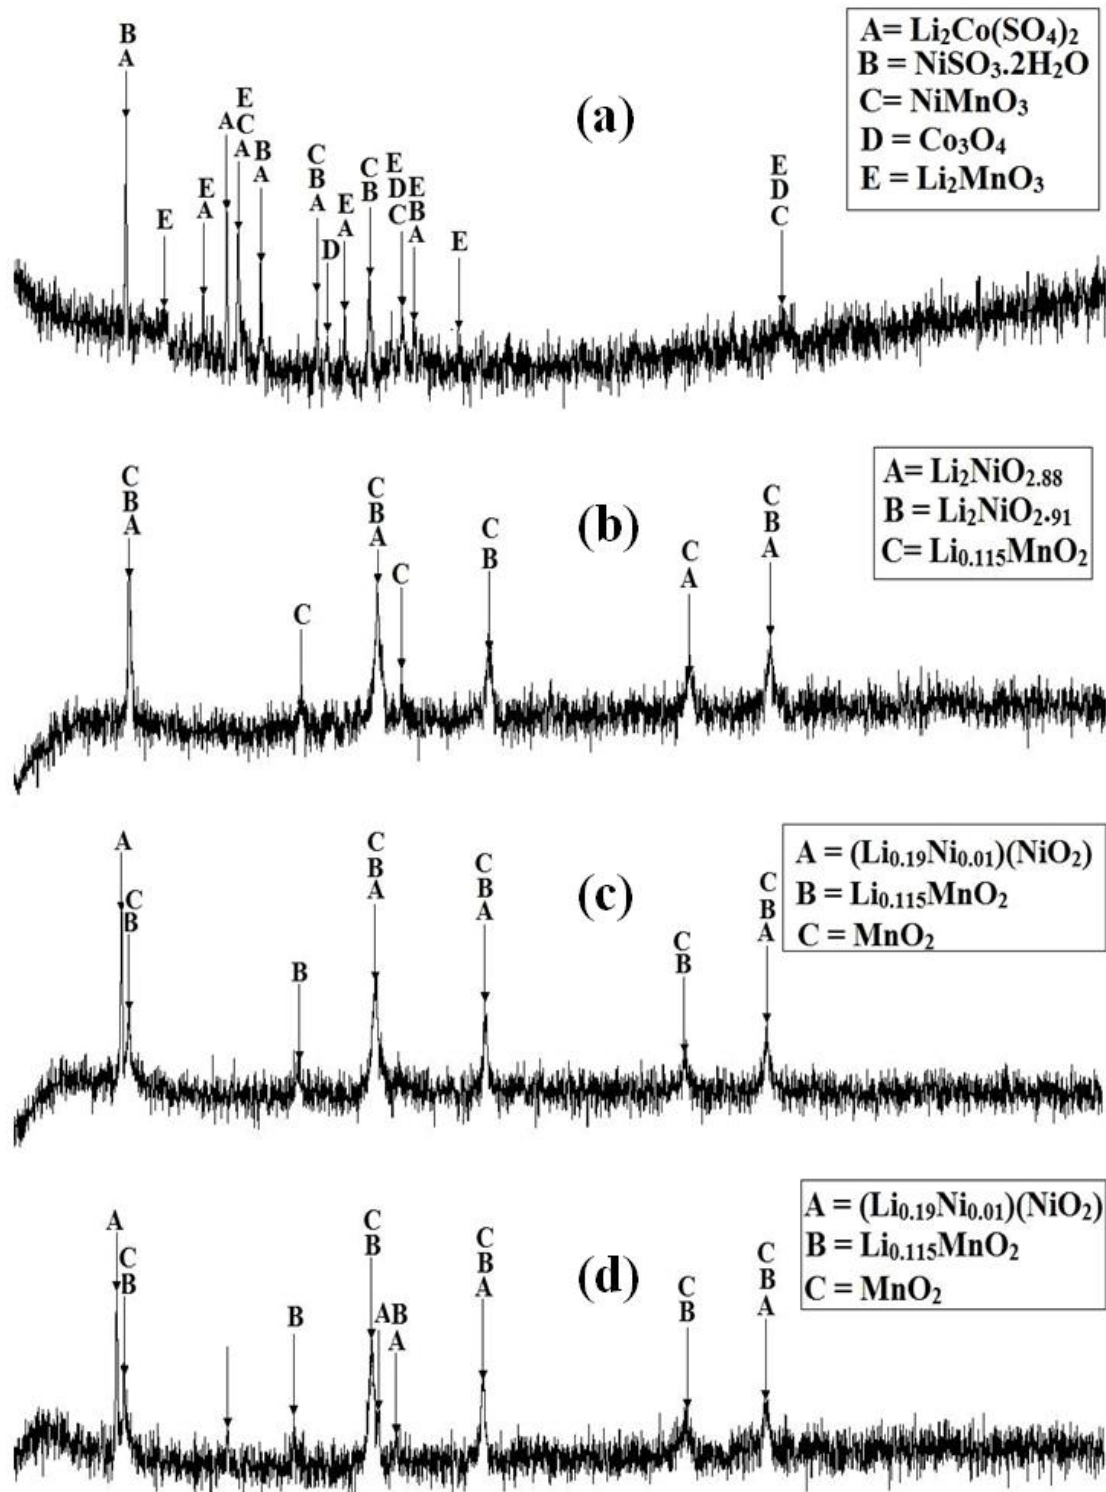 B
A
E
E
A
A
E
C
A
B
A
C
B
A
D
E
A
C
B
E
D
C
E
B
A
E
(a)
E
D
C
A= Li₂Co(SO₄)₂
B = NiSO₃.2H₂O
C= NiMnO₃
D = Co₃O₄
E = Li₂MnO₃
C
B
A
C
C
B
A
C
C
B
(b)
C
A
C
B
A
A= Li₂NiO₂.₈₈
B = Li₂NiO₂.₉₁
C= Li₀.₁₁₅MnO₂
A
C
B
B
C
B
A
C
B
A
(c)
C
B
C
B
A
A = (Li₀.₁₉Ni₀.₀₁)(NiO₂)
B = Li₀.₁₁₅MnO₂
C = MnO₂
A
C
B
B
C
B
AB
A
C
B
A
(d)
C
B
C
B
A
A = (Li₀.₁₉Ni₀.₀₁)(NiO₂)
B = Li₀.₁₁₅MnO₂
C = MnO₂